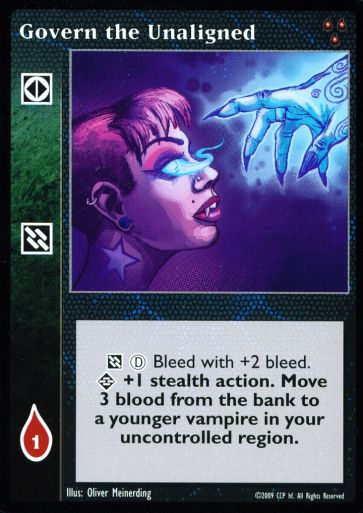 Govern the Unaligned
D Bleed with +2 bleed.
+1 stealth action. Move
3 blood from the bank to
a younger vampire in your
uncontrolled region.
1
Illus: Oliver Meinerding
©2009 CCP hf. All Rights Reserved